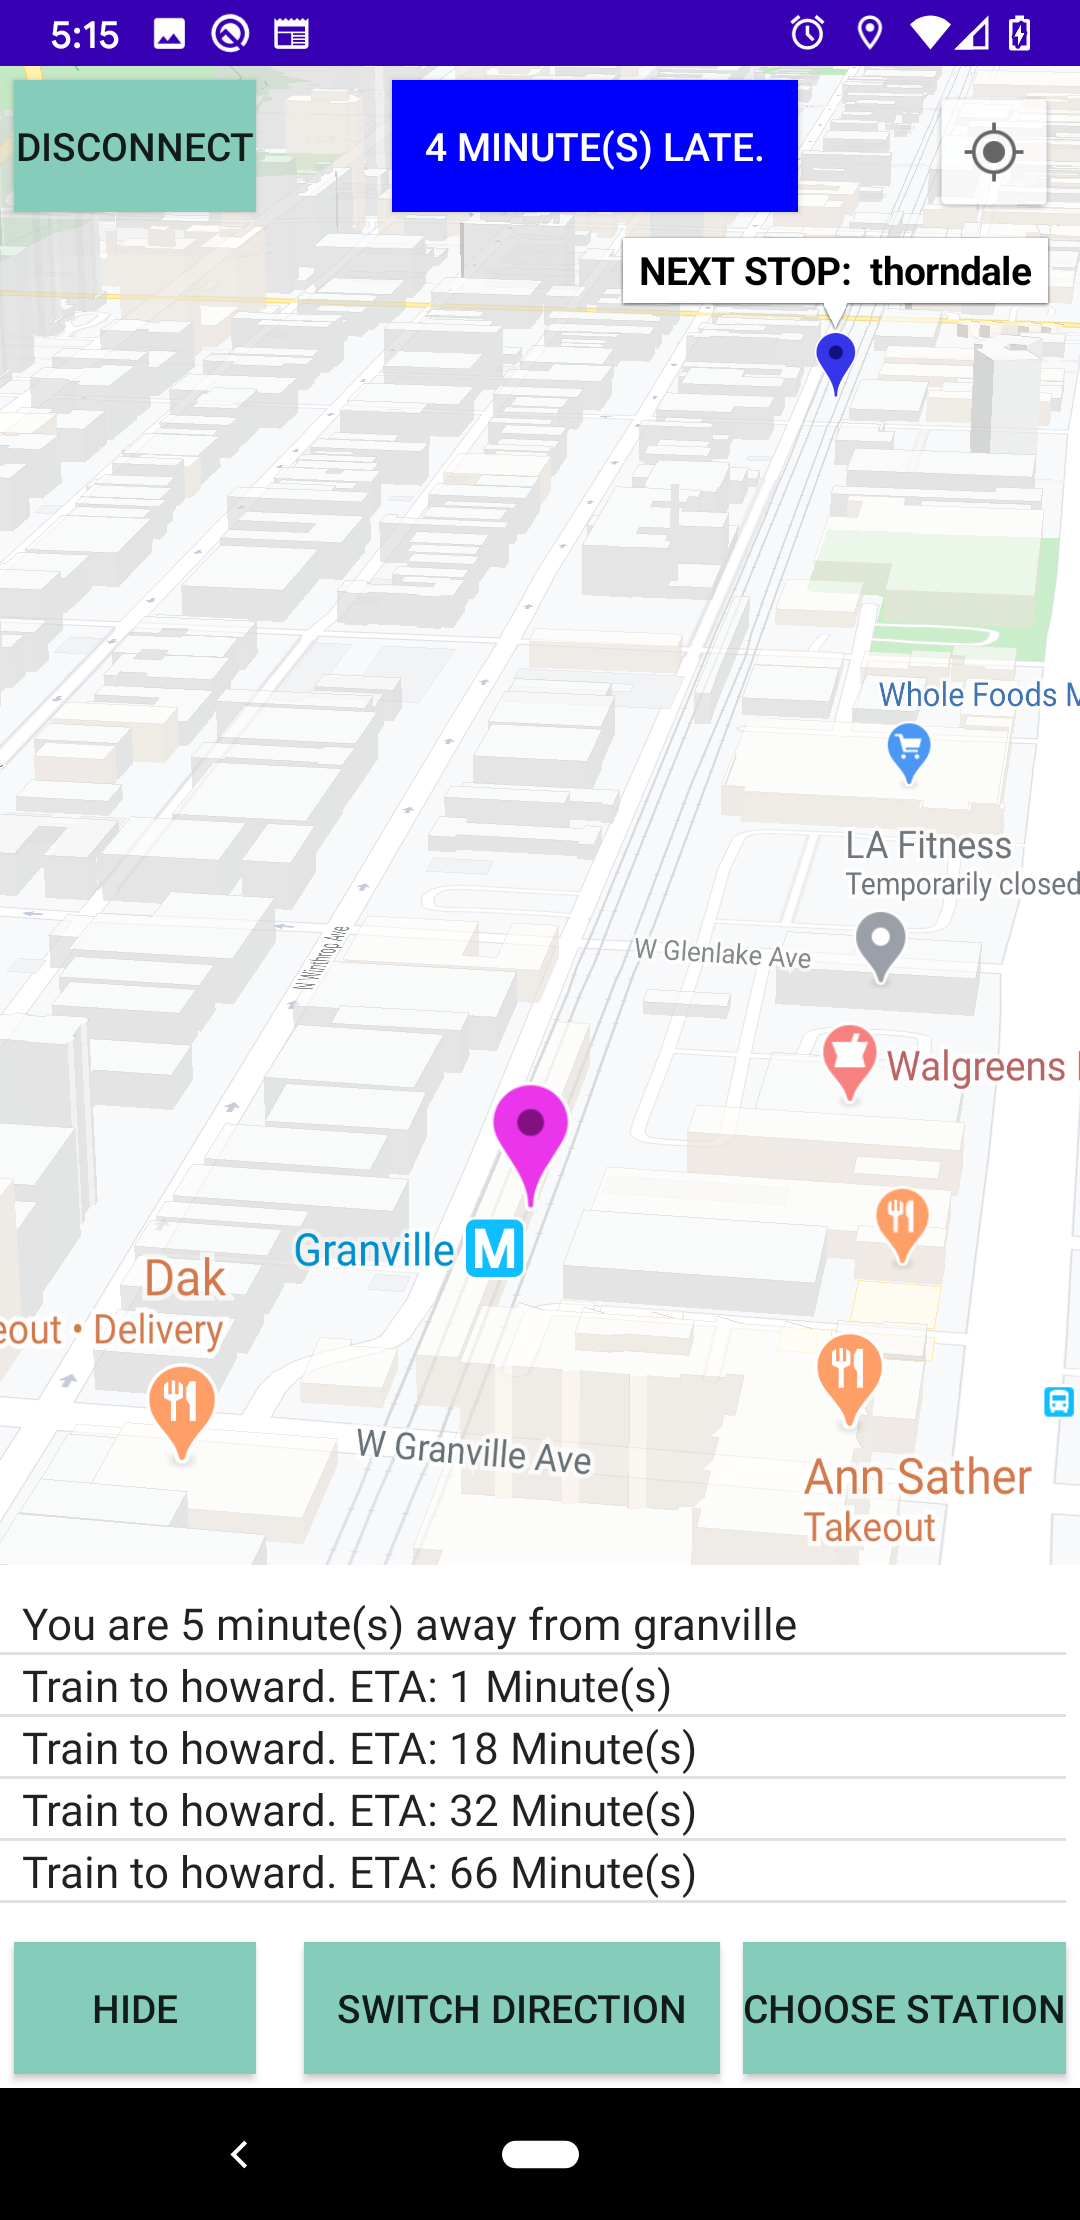 5:15
DISCONNECT
4 MINUTE(S) LATE.
NEXT STOP: thorndale
Whole Foods M
LA Fitness
Temporarily closed
W Glenlake Ave
N Winthrop Ave
Walgreens
Granville M
Dak
eout • Delivery
W Granville Ave
Ann Sather
Takeout
You are 5 minute(s) away from granville
Train to howard. ETA: 1 Minute(s)
Train to howard. ETA: 18 Minute(s)
Train to howard. ETA: 32 Minute(s)
Train to howard. ETA: 66 Minute(s)
HIDE
SWITCH DIRECTION
CHOOSE STATION